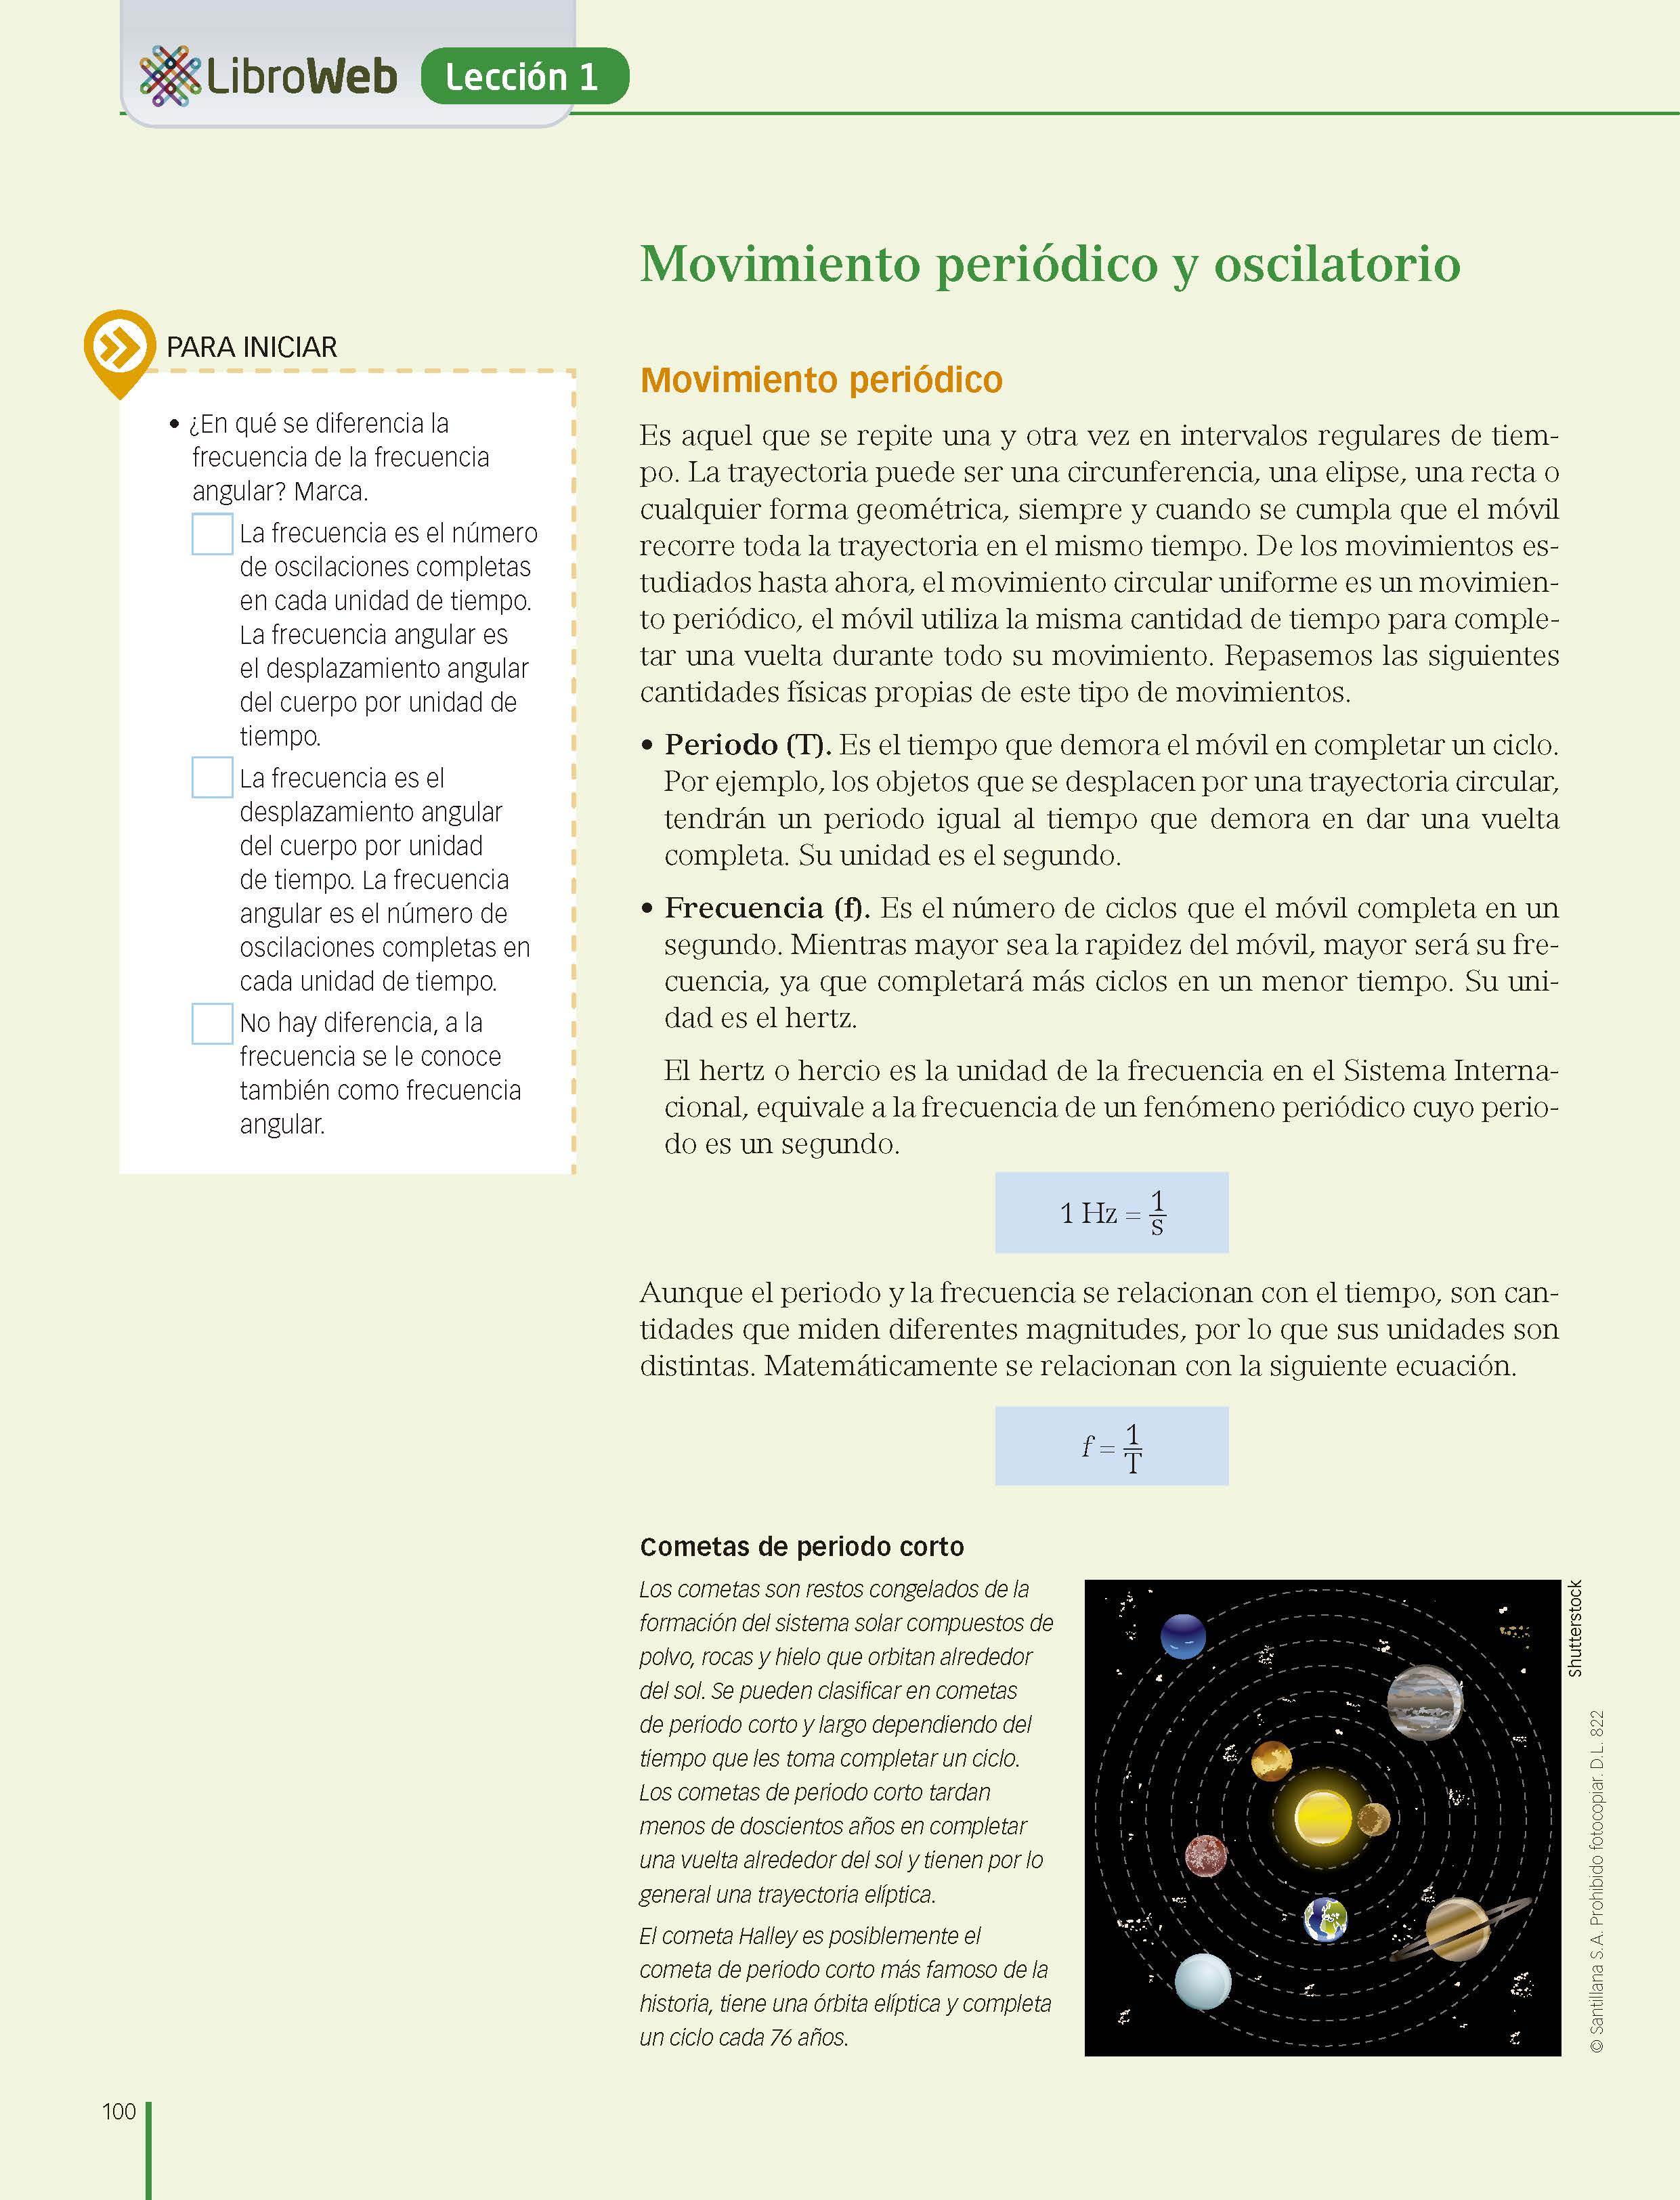 LibroWeb Lección 1
Movimiento periódico y oscilatorio
PARA INICIAR
• ¿En qué se diferencia la
frecuencia de la frecuencia
angular? Marca.
La frecuencia es el número
de oscilaciones completas
en cada unidad de tiempo.
La frecuencia angular es
el desplazamiento angular
del cuerpo por unidad de
tiempo.
La frecuencia es el
desplazamiento angular
del cuerpo por unidad
de tiempo. La frecuencia
angular es el número de
oscilaciones completas en
cada unidad de tiempo.
No hay diferencia, a la
frecuencia se le conoce
también como frecuencia
angular.
Movimiento periódico
Es aquel que se repite una y otra vez en intervalos regulares de tiem-
po. La trayectoria puede ser una circunferencia, una elipse, una recta o
cualquier forma geométrica, siempre y cuando se cumpla que el móvil
recorre toda la trayectoria en el mismo tiempo. De los movimientos es-
tudiados hasta ahora, el movimiento circular uniforme es un movimien-
to periódico, el móvil utiliza la misma cantidad de tiempo para comple-
tar una vuelta durante todo su movimiento. Repasemos las siguientes
cantidades físicas propias de este tipo de movimientos.
• Periodo (T). Es el tiempo que demora el móvil en completar un ciclo.
Por ejemplo, los objetos que se desplacen por una trayectoria circular,
tendrán un periodo igual al tiempo que demora en dar una vuelta
completa. Su unidad es el segundo.
• Frecuencia (f). Es el número de ciclos que el móvil completa en un
segundo. Mientras mayor sea la rapidez del móvil, mayor será su fre-
cuencia, ya que completará más ciclos en un menor tiempo. Su uni-
dad es el hertz.
El hertz o hercio es la unidad de la frecuencia en el Sistema Interna-
cional, equivale a la frecuencia de un fenómeno periódico cuyo perio-
do es un segundo.
1 Hz = 1/s
Aunque el periodo y la frecuencia se relacionan con el tiempo, son can-
tidades que miden diferentes magnitudes, por lo que sus unidades son
distintas. Matemáticamente se relacionan con la siguiente ecuación.
f = 1/T
Cometas de periodo corto
Los cometas son restos congelados de la
formación del sistema solar compuestos de
polvo, rocas y hielo que orbitan alrededor
del sol. Se pueden clasificar en cometas
de periodo corto y largo dependiendo del
tiempo que les toma completar un ciclo.
Los cometas de periodo corto tardan
menos de doscientos años en completar
una vuelta alrededor del sol y tienen por lo
general una trayectoria elíptica.
El cometa Halley es posiblemente el
cometa de periodo corto más famoso de la
historia, tiene una órbita elíptica y completa
un ciclo cada 76 años.
Shutterstock
© Santillana S.A. Prohibido fotocopiar. D.L. 822
100